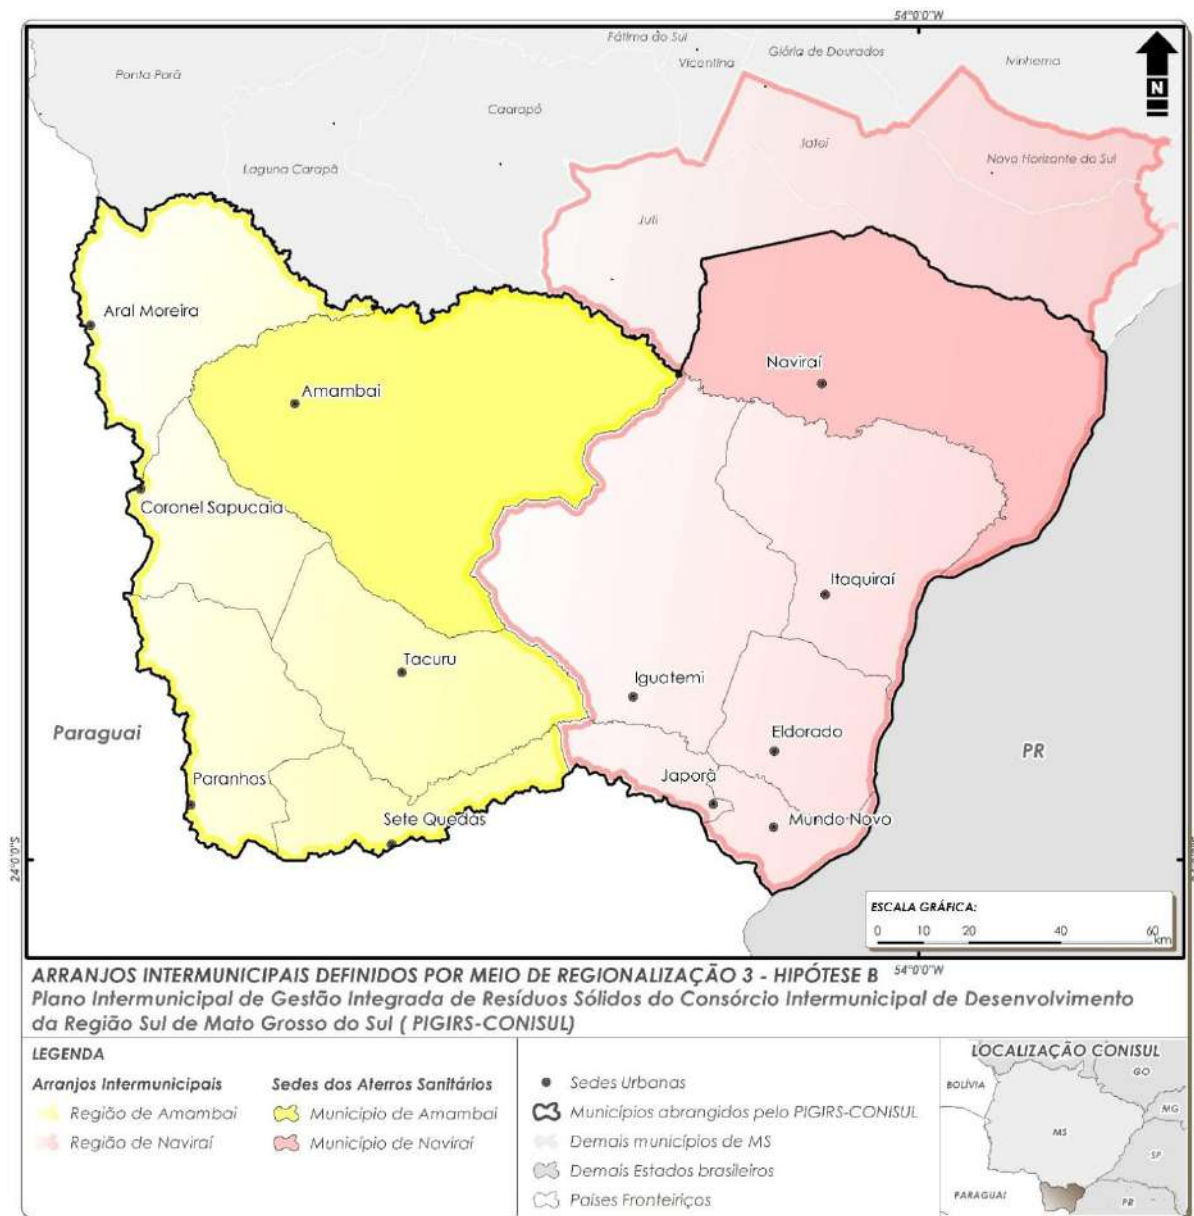 54°0'0"W
Fátima do Sul
Glória de Dourados
Vicentina
Ivinhema
Ponta Porã
N
Caarapó
Jateí
Laguna Carapã
Novo Horizonte do Sul
Juti
Aral Moreira
Naviraí
Amambai
Coronel Sapucaia
Itaquiraí
Tacuru
Iguatemi
Paraguai
Eldorado
PR
Paranhos
Japorã
Sete Quedas
Mundo Novo
24°0'0"S
ESCALA GRÁFICA:
0 10 20 40 60
km
54°0'0"W
ARRANJOS INTERMUNICIPAIS DEFINIDOS POR MEIO DE REGIONALIZAÇÃO 3 - HIPÓTESE B
Plano Intermunicipal de Gestão Integrada de Resíduos Sólidos do Consórcio Intermunicipal de Desenvolvimento
da Região Sul de Mato Grosso do Sul ( PIGIRS-CONISUL)
LEGENDA
Arranjos Intermunicipais
Região de Amambai
Região de Naviraí
Sedes dos Aterros Sanitários
Município de Amambai
Município de Naviraí
Sedes Urbanas
Municípios abrangidos pelo PIGIRS-CONISUL
Demais municípios de MS
Demais Estados brasileiros
Países Fronteiriços
LOCALIZAÇÃO CONISUL
BOLÍVIA
GO
MG
MS
SP
PARAGUAI
PR